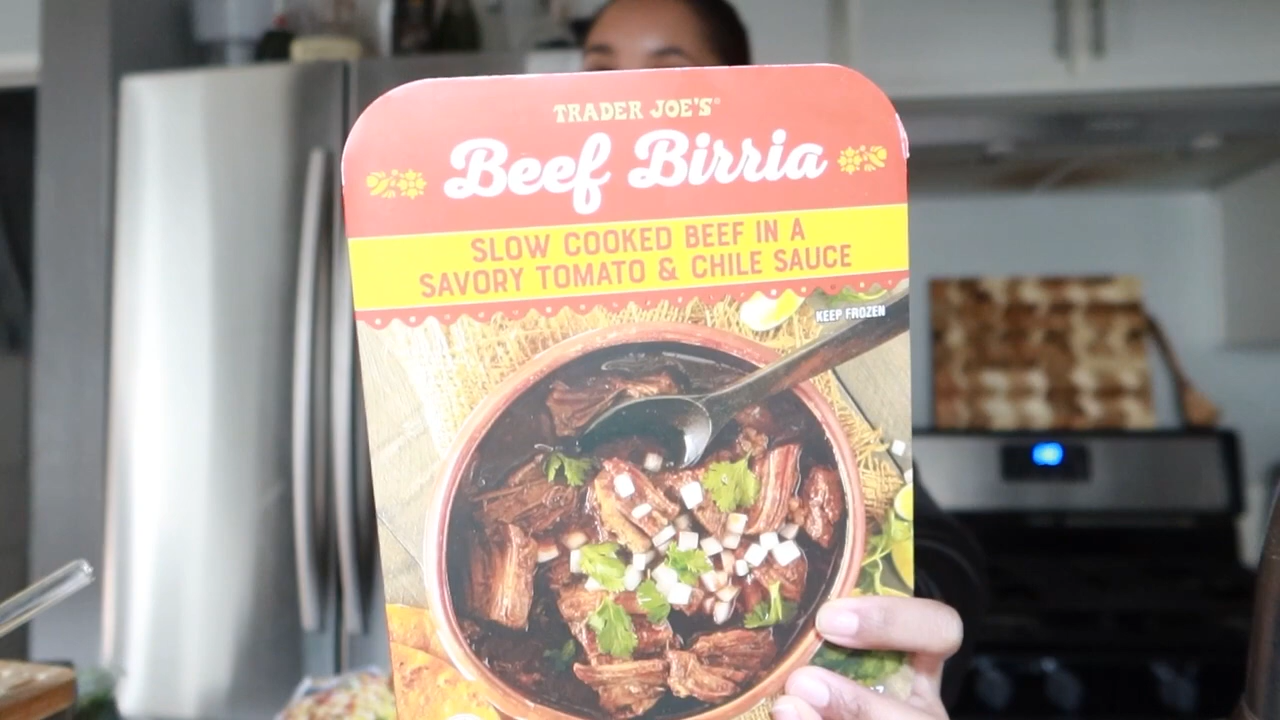 TRADER JOE'S®
Beef Birria
SLOW COOKED BEEF IN A
SAVORY TOMATO & CHILE SAUCE
KEEP FROZEN